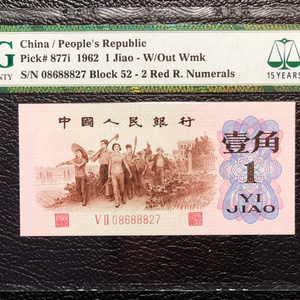 China / People's Republic
Pick# 877i 1962 1 Jiao - W/Out Wmk
S/N 08688827 Block 52 - 2 Red R. Numerals
15 YEARS
中國人民銀行
壹角
1
YI
JIAO
VII 08688827